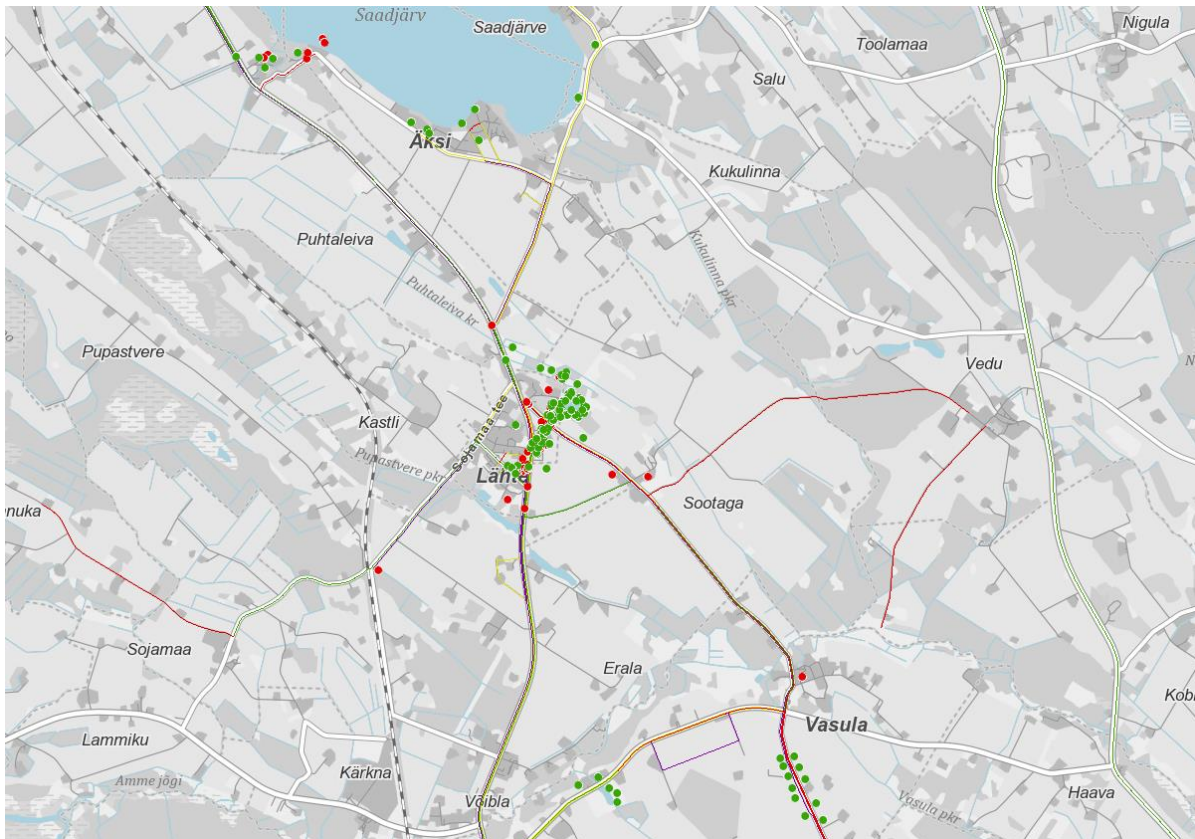 Saadjärv
Saadjärve
Nigula
Toolamaa
Salu
Äksi
Kukulinna
Puhtaleiva
Kukulinna pkr
Puhtaleiva kr
Pupastvere
Vedu
Kastli
Sojamaa tee
Pupastvere pkr
Lähte
Sootaga
Sojamaa
Erala
Vasula
Lammiku
Kärkna
Amme jõgi
Võibla
Vasula pkr
Haava